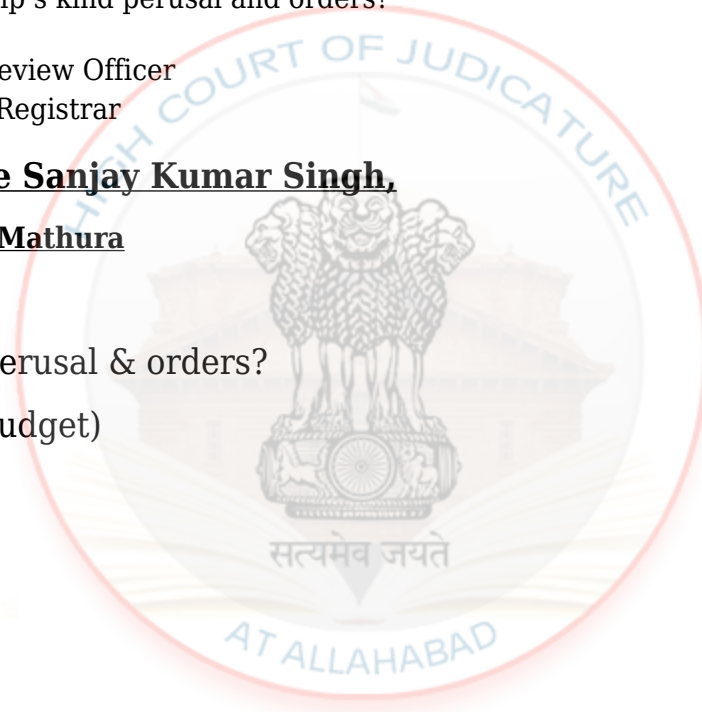 ip's kind perusal and orders?
eview Officer
Registrar
e Sanjay Kumar Singh,
Mathura
erusal & orders?
udget)
HIGH COURT OF JUDICATURE
सत्यमेव जयते
AT ALLAHABAD